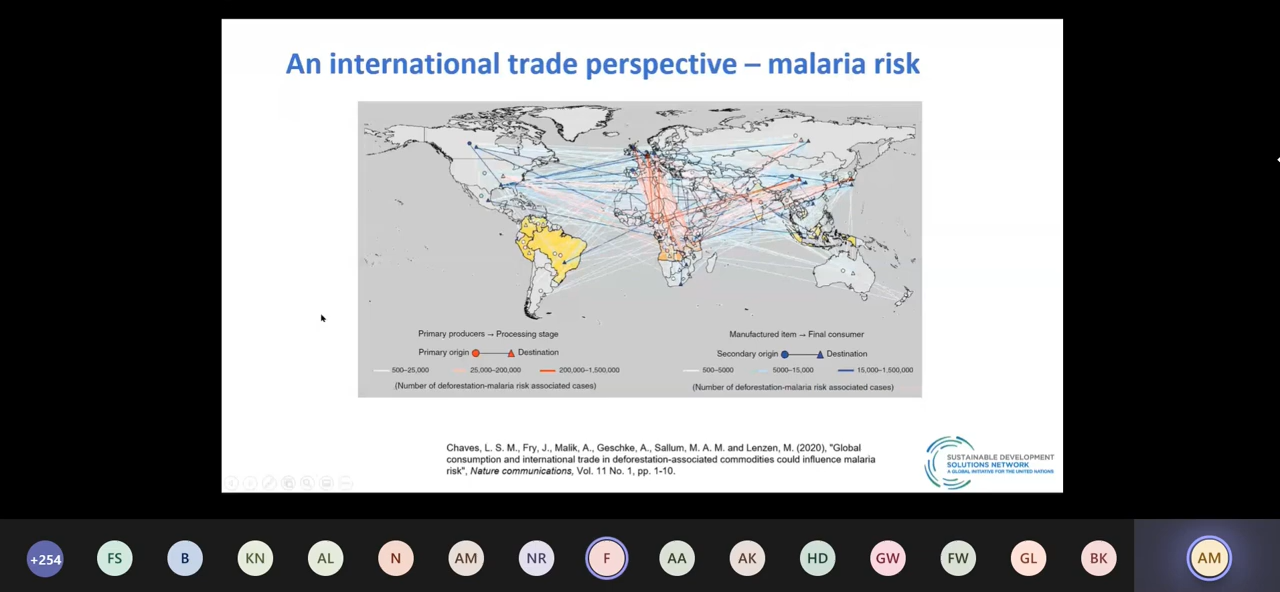 An international trade perspective – malaria risk
Primary producers → Processing stage
Primary origin Destination
500–25,000 25,000–200,000 200,000–1,500,000
(Number of deforestation-malaria risk associated cases)
Manufactured item → Final consumer
Secondary origin Destination
500–5000 5000–15,000 15,000–1,500,000
(Number of deforestation-malaria risk associated cases)
Chaves, L. S. M., Fry, J., Malik, A., Geschke, A., Sallum, M. A. M. and Lenzen, M. (2020), "Global
consumption and international trade in deforestation-associated commodities could influence malaria
risk", Nature communications, Vol. 11 No. 1, pp. 1-10.
SUSTAINABLE DEVELOPMENT
SOLUTIONS NETWORK
A GLOBAL INITIATIVE FOR THE UNITED NATIONS
+254 FS B KN AL N AM NR F AA AK HD GW FW GL BK AM